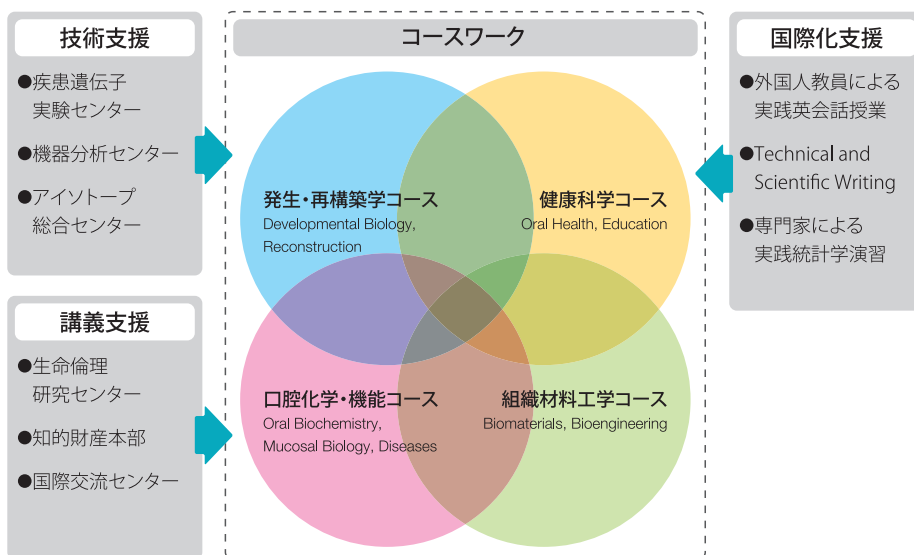 技術支援
●疾患遺伝子
実験センター
●機器分析センター
●アイソトープ
総合センター
講義支援
●生命倫理
研究センター
●知的財産本部
●国際交流センター
コースワーク
発生・再構築学コース
Developmental Biology,
Reconstruction
健康科学コース
Oral Health, Education
口腔化学・機能コース
Oral Biochemistry,
Mucosal Biology, Diseases
組織材料工学コース
Biomaterials, Bioengineering
国際化支援
●外国人教員による
実践英会話授業
●Technical and
Scientific Writing
●専門家による
実践統計学演習